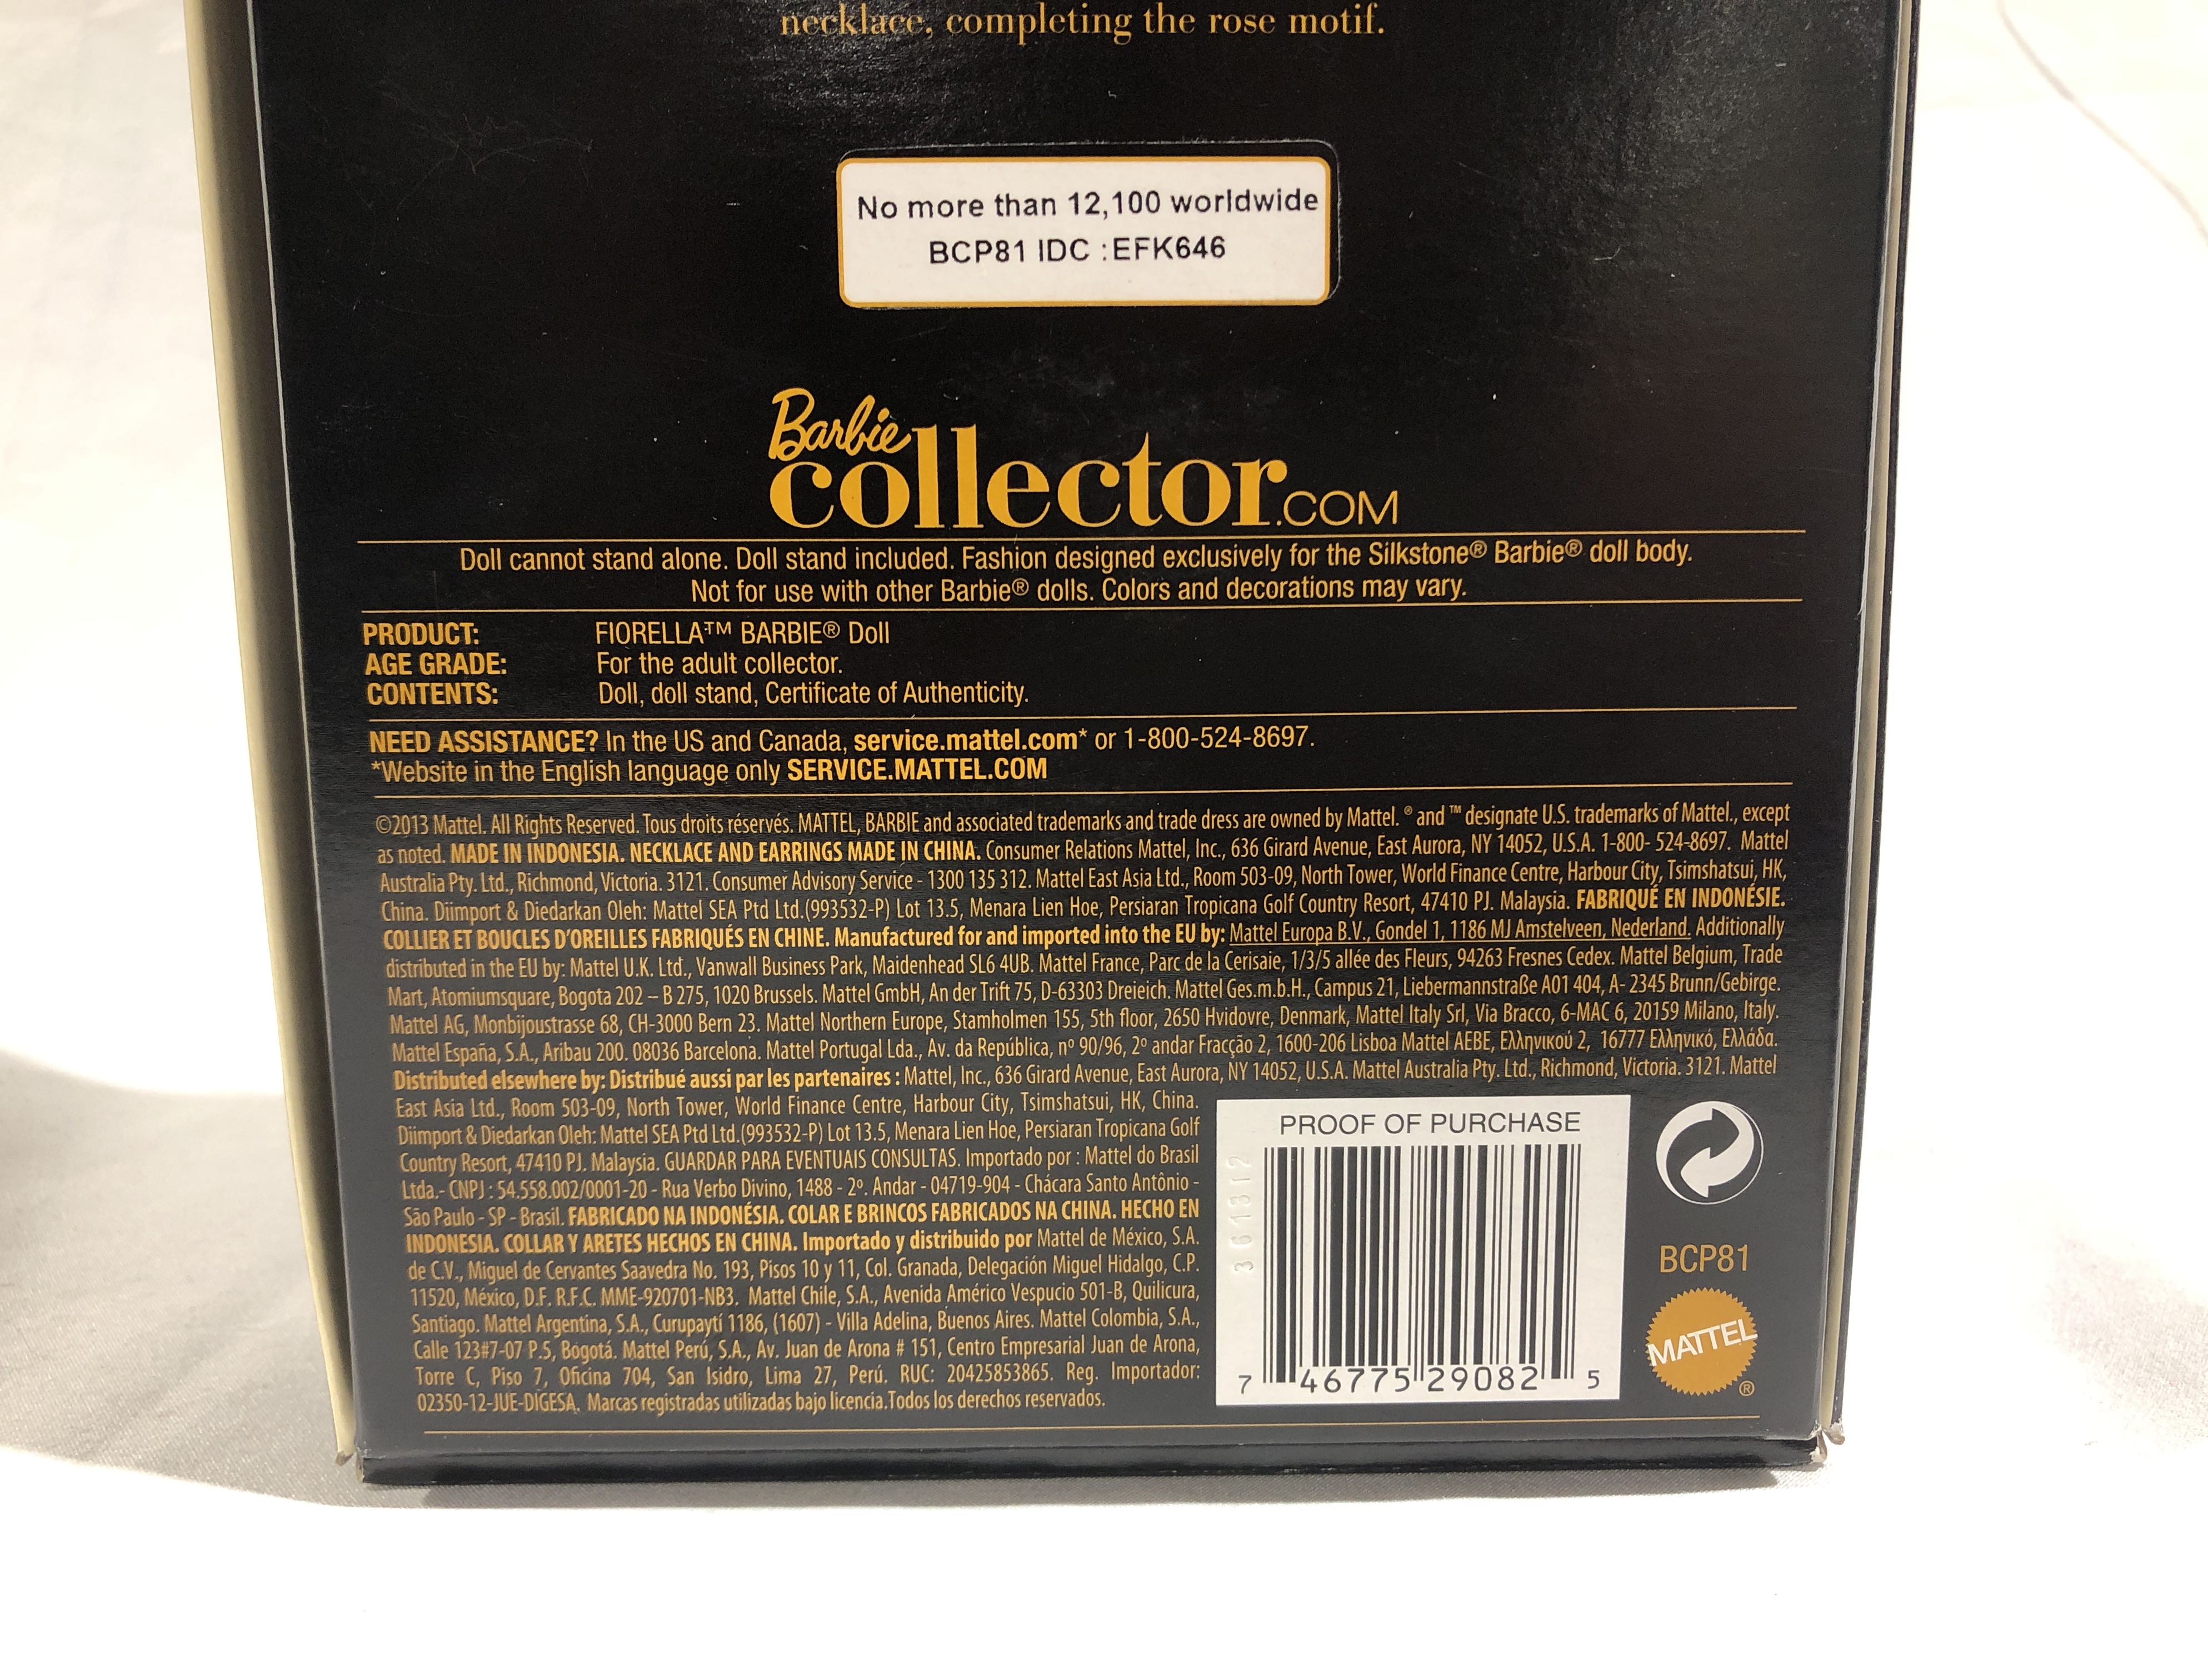 necklace, completing the rose motif.
No more than 12,100 worldwide
BCP81 IDC :EFK646
Barbie
collector.COM
Doll cannot stand alone. Doll stand included. Fashion designed exclusively for the Silkstone® Barbie® doll body.
Not for use with other Barbie® dolls. Colors and decorations may vary.
PRODUCT: FIORELLA™ BARBIE® Doll
AGE GRADE: For the adult collector.
CONTENTS: Doll, doll stand, Certificate of Authenticity.
NEED ASSISTANCE? In the US and Canada, service.mattel.com* or 1-800-524-8697.
*Website in the English language only SERVICE.MATTEL.COM
©2013 Mattel. All Rights Reserved. Tous droits réservés. MATTEL, BARBIE and associated trademarks and trade dress are owned by Mattel. ® and ™ designate U.S. trademarks of Mattel., except
as noted. MADE IN INDONESIA. NECKLACE AND EARRINGS MADE IN CHINA. Consumer Relations Mattel, Inc., 636 Girard Avenue, East Aurora, NY 14052, U.S.A. 1-800- 524-8697. Mattel
Australia Pty. Ltd., Richmond, Victoria. 3121. Consumer Advisory Service - 1300 135 312. Mattel East Asia Ltd., Room 503-09, North Tower, World Finance Centre, Harbour City, Tsimshatsui, HK,
China. Diimport & Diedarkan Oleh: Mattel SEA Ptd Ltd.(993532-P) Lot 13.5, Menara Lien Hoe, Persiaran Tropicana Golf Country Resort, 47410 PJ. Malaysia. FABRIQUÉ EN INDONÉSIE.
COLLIER ET BOUCLES D'OREILLES FABRIQUÉS EN CHINE. Manufactured for and imported into the EU by: Mattel Europa B.V., Gondel 1, 1186 MJ Amstelveen, Nederland. Additionally
distributed in the EU by: Mattel U.K. Ltd., Vanwall Business Park, Maidenhead SL6 4UB. Mattel France, Parc de la Cerisaie, 1/3/5 allée des Fleurs, 94263 Fresnes Cedex. Mattel Belgium, Trade
Mart, Atomiumsquare, Bogota 202 – B 275, 1020 Brussels. Mattel GmbH, An der Trift 75, D-63303 Dreieich. Mattel Ges.m.b.H., Campus 21, Liebermannstraße A01 404, A- 2345 Brunn/Gebirge.
Mattel AG, Monbijoustrasse 68, CH-3000 Bern 23. Mattel Northern Europe, Stamholmen 155, 5th floor, 2650 Hvidovre, Denmark, Mattel Italy Srl, Via Bracco, 6-MAC 6, 20159 Milano, Italy.
Mattel España, S.A., Aribau 200. 08036 Barcelona. Mattel Portugal Lda., Av. da República, nº 90/96, 2º andar Fracção 2, 1600-206 Lisboa Mattel AEBE, Ελληνικού 2, 16777 Ελληνικό, Ελλάδα.
Distributed elsewhere by: Distribué aussi par les partenaires : Mattel, Inc., 636 Girard Avenue, East Aurora, NY 14052, U.S.A. Mattel Australia Pty. Ltd., Richmond, Victoria. 3121. Mattel
East Asia Ltd., Room 503-09, North Tower, World Finance Centre, Harbour City, Tsimshatsui, HK, China.
Diimport & Diedarkan Oleh: Mattel SEA Ptd Ltd.(993532-P) Lot 13.5, Menara Lien Hoe, Persiaran Tropicana Golf
Country Resort, 47410 PJ. Malaysia. GUARDAR PARA EVENTUAIS CONSULTAS. Importado por : Mattel do Brasil
Ltda.- CNPJ : 54.558.002/0001-20 - Rua Verbo Divino, 1488 - 2º. Andar - 04719-904 - Chácara Santo Antônio -
São Paulo - SP - Brasil. FABRICADO NA INDONÉSIA. COLAR E BRINCOS FABRICADOS NA CHINA. HECHO EN
INDONESIA. COLLAR Y ARETES HECHOS EN CHINA. Importado y distribuido por Mattel de México, S.A.
de C.V., Miguel de Cervantes Saavedra No. 193, Pisos 10 y 11, Col. Granada, Delegación Miguel Hidalgo, C.P.
11520, México, D.F. R.F.C. MME-920701-NB3. Mattel Chile, S.A., Avenida Américo Vespucio 501-B, Quilicura,
Santiago. Mattel Argentina, S.A., Curupaytí 1186, (1607) - Villa Adelina, Buenos Aires. Mattel Colombia, S.A.,
Calle 123#7-07 P.5, Bogotá. Mattel Perú, S.A., Av. Juan de Arona # 151, Centro Empresarial Juan de Arona,
Torre C, Piso 7, Oficina 704, San Isidro, Lima 27, Perú. RUC: 20425853865. Reg. Importador:
02350-12-JUE-DIGESA. Marcas registradas utilizadas bajo licencia.Todos los derechos reservados.
PROOF OF PURCHASE
7 46775 29082 5
BCP81
MATTEL ®